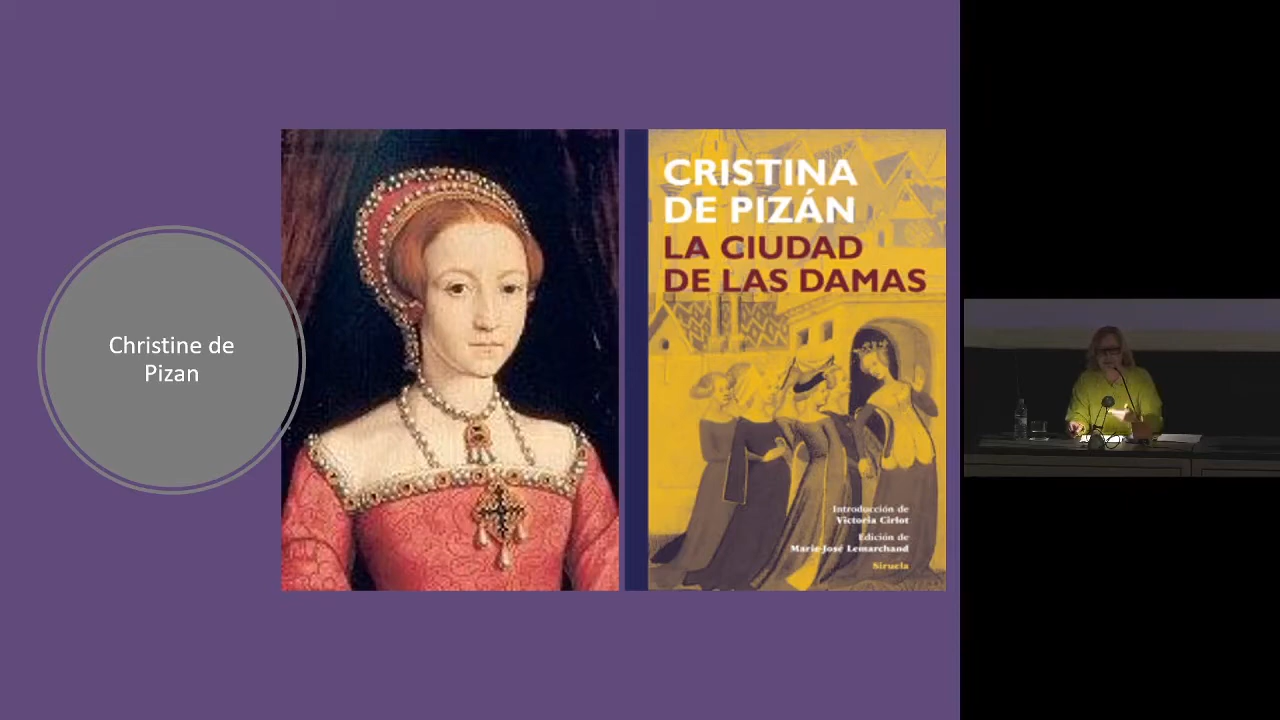 Christine de
Pizan
CRISTINA
DE PIZÁN
LA CIUDAD
DE LAS DAMAS
Introducción de
Victoria Cirlot
Edición de
Marie-José Lemarchand
Siruela